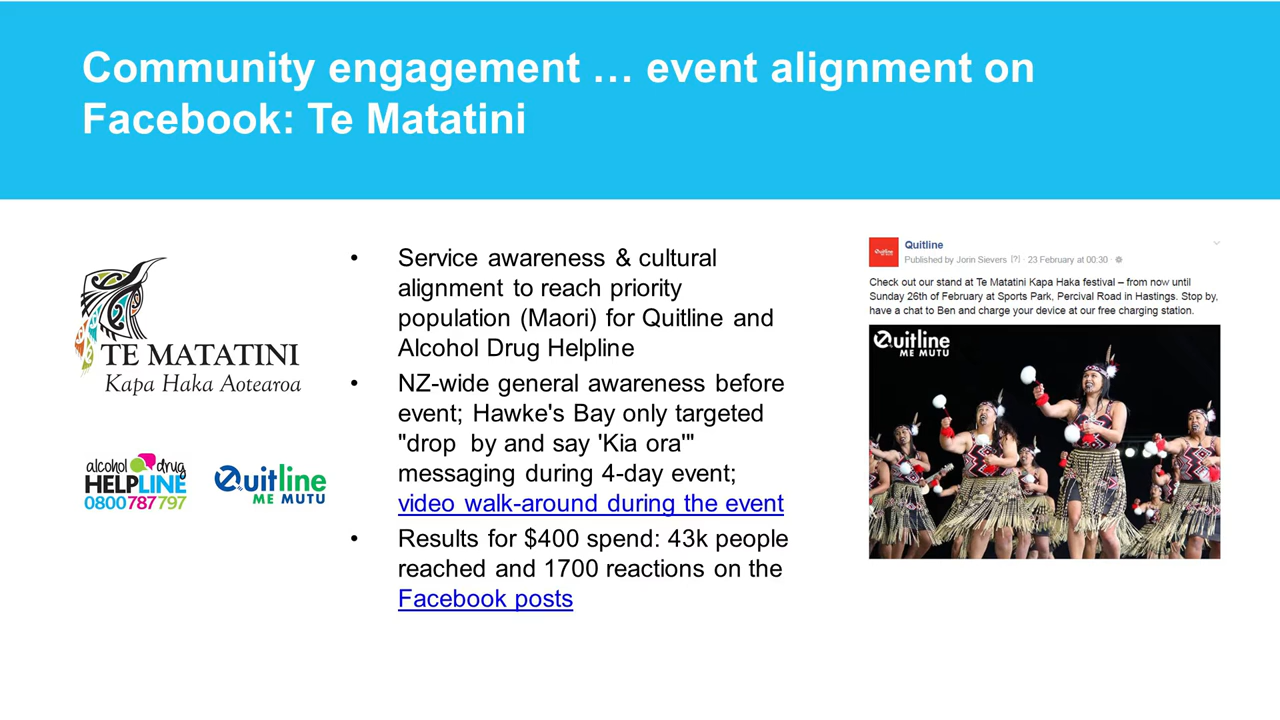 Community engagement … event alignment on
Facebook: Te Matatini
TE MATATINI
Kapa Haka Aotearoa
alcohol drug
HELPLINE
0800787797
Quitline
ME MUTU
• Service awareness & cultural
alignment to reach priority
population (Maori) for Quitline and
Alcohol Drug Helpline
• NZ-wide general awareness before
event; Hawke's Bay only targeted
"drop by and say 'Kia ora'"
messaging during 4-day event;
video walk-around during the event
• Results for $400 spend: 43k people
reached and 1700 reactions on the
Facebook posts
Quitline
Published by Jorin Sievers [?] · 23 February at 00:30 ·
Check out our stand at Te Matatini Kapa Haka festival – from now until
Sunday 26th of February at Sports Park, Percival Road in Hastings. Stop by,
have a chat to Ben and charge your device at our free charging station.
Quitline
ME MUTU